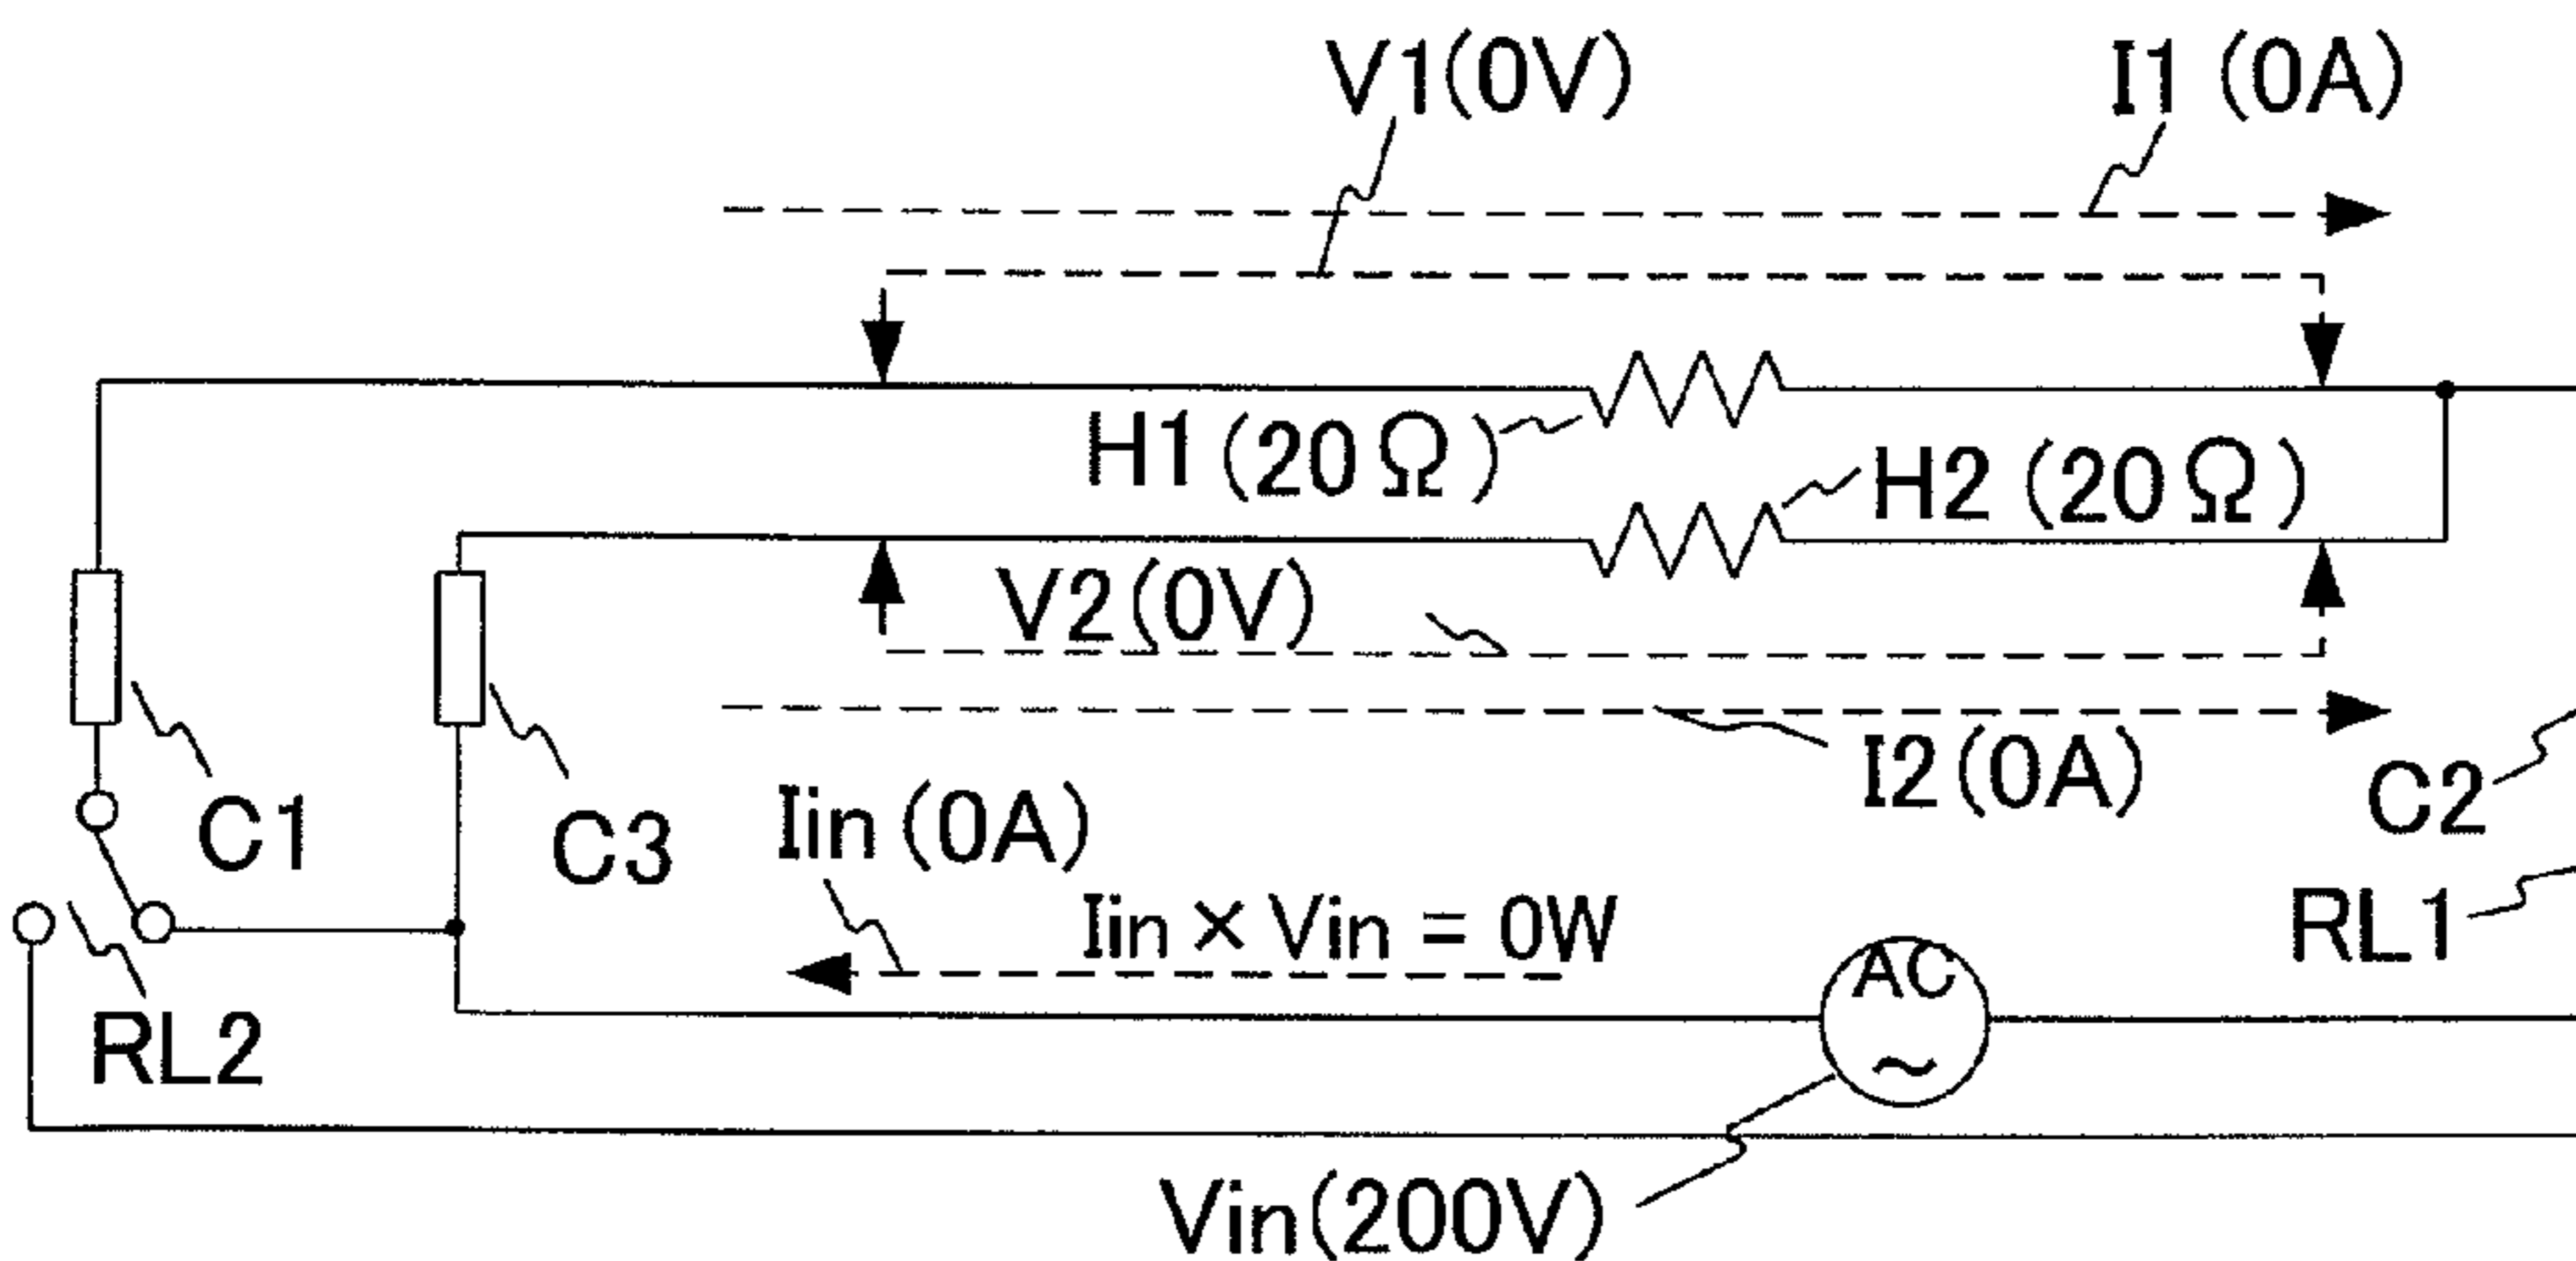 V1(0V)
I1 (0A)
H1 (20Ω)
H2 (20Ω)
V2(0V)
I2(0A)
C1
C3
C2
Iin (0A)
Iin × Vin = 0W
RL1
AC
~
RL2
Vin(200V)